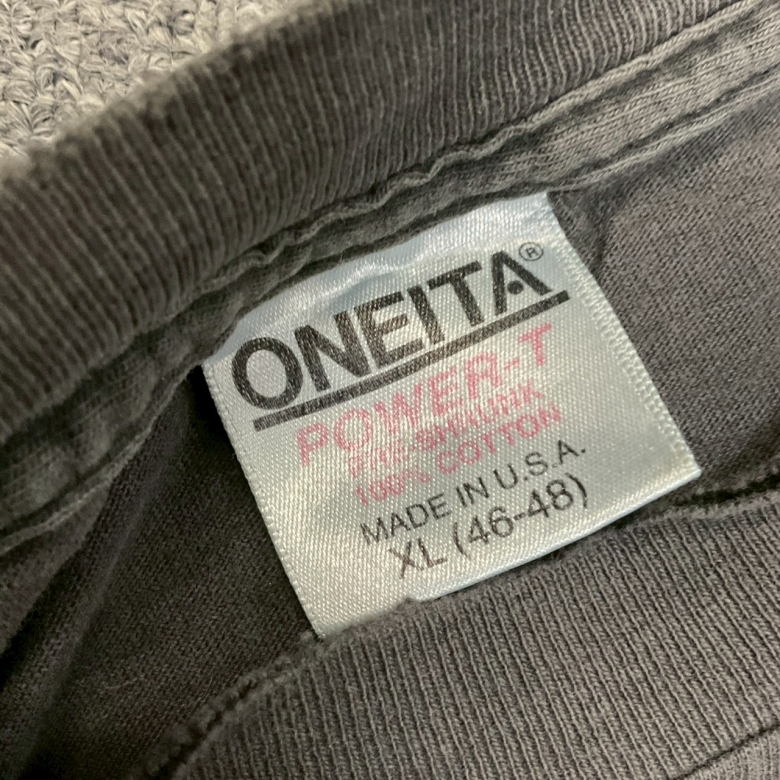 ONEITA®
POWER-T
PRE-SHRUNK
100% COTTON
MADE IN U.S.A.
XL (46-48)